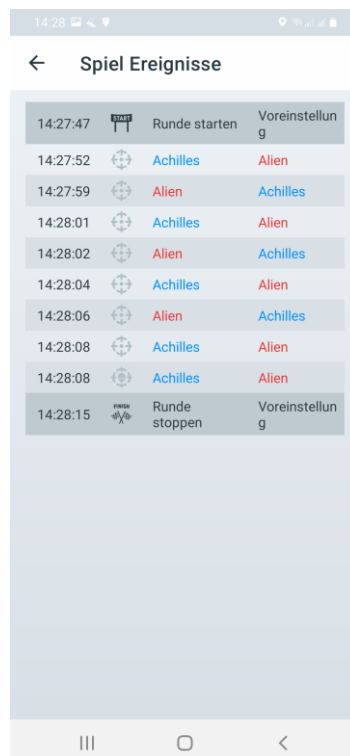 14:28
Spiel Ereignisse
14:27:47 START Runde starten Voreinstellun
g
14:27:52 Achilles Alien
14:27:59 Alien Achilles
14:28:01 Achilles Alien
14:28:02 Alien Achilles
14:28:04 Achilles Alien
14:28:06 Alien Achilles
14:28:08 Achilles Alien
14:28:08 Achilles Alien
14:28:15 FINISH Runde Voreinstellun
stoppen g